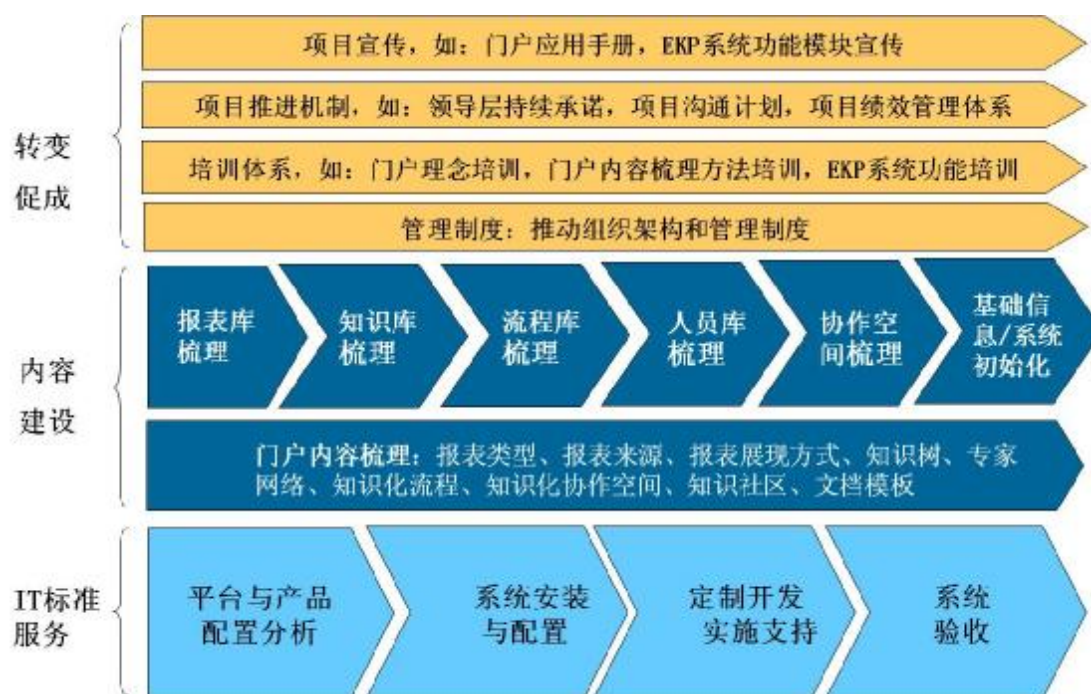 项目宣传，如：门户应用手册，EKP系统功能模块宣传
项目推进机制，如：领导层持续承诺，项目沟通计划，项目绩效管理体系
转变
促成
培训体系，如：门户理念培训，门户内容梳理方法培训，EKP系统功能培训
管理制度：推动组织架构和管理制度
内容
建设
报表库
梳理
知识库
梳理
流程库
梳理
人员库
梳理
协作空
间梳理
基础信
息/系统
初始化
门户内容梳理：报表类型、报表来源、报表展现方式、知识树、专家
网络、知识化流程、知识化协作空间、知识社区、文档模板
IT标准
服务
平台与产品
配置分析
系统安装
与配置
定制开发
实施支持
系统
验收